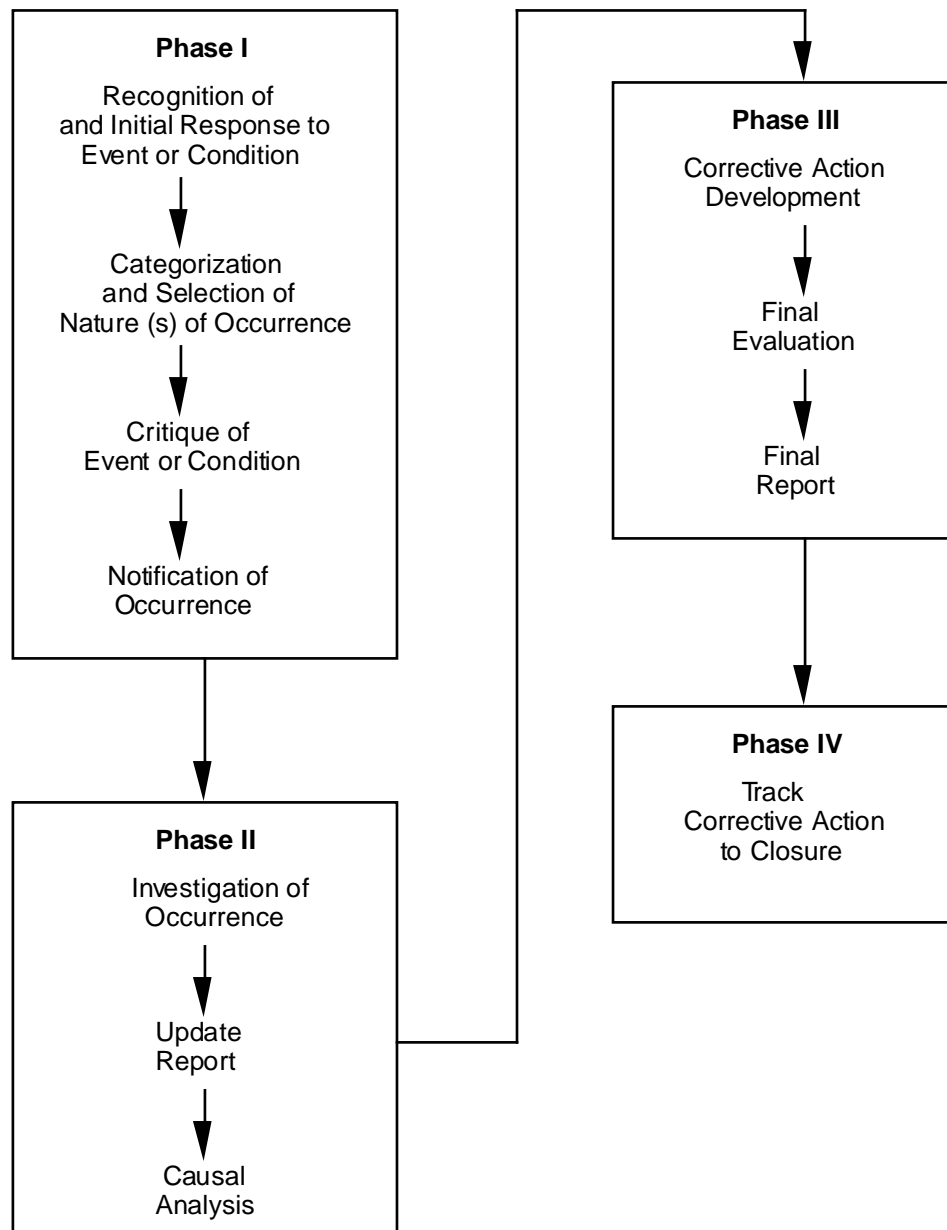 Phase I
Recognition of
and Initial Response to
Event or Condition
Categorization
and Selection of
Nature (s) of Occurrence
Critique of
Event or Condition
Notification of
Occurrence
Phase II
Investigation of
Occurrence
Update
Report
Causal
Analysis
Phase III
Corrective Action
Development
Final
Evaluation
Final
Report
Phase IV
Track
Corrective Action
to Closure